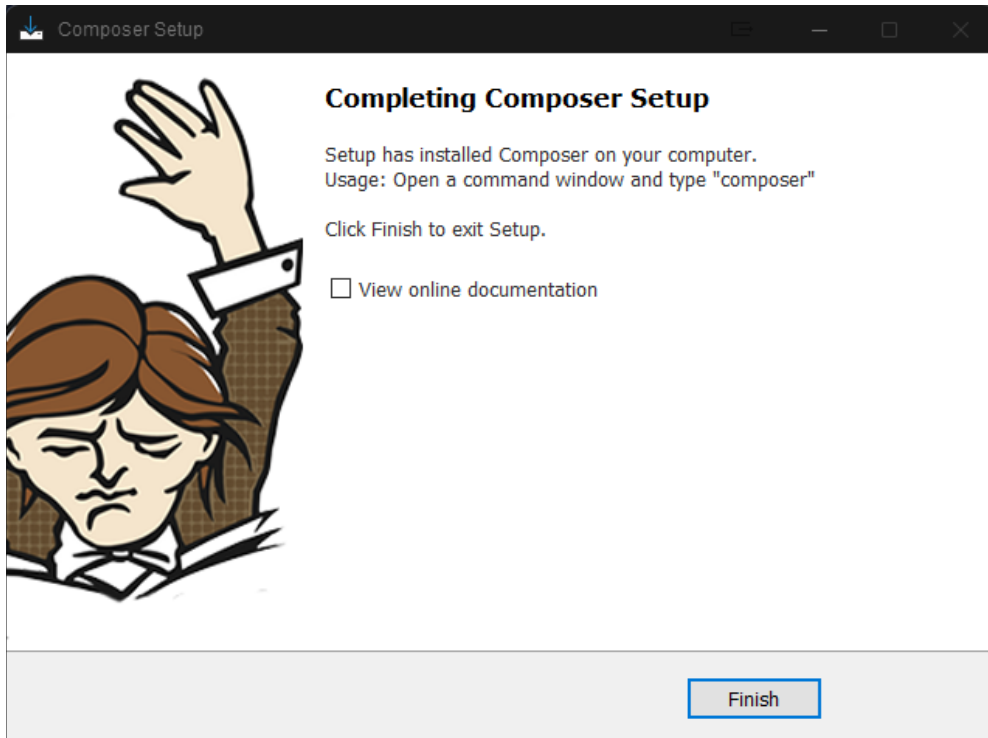 Composer Setup
Completing Composer Setup
Setup has installed Composer on your computer.
Usage: Open a command window and type "composer"
Click Finish to exit Setup.
View online documentation
Finish